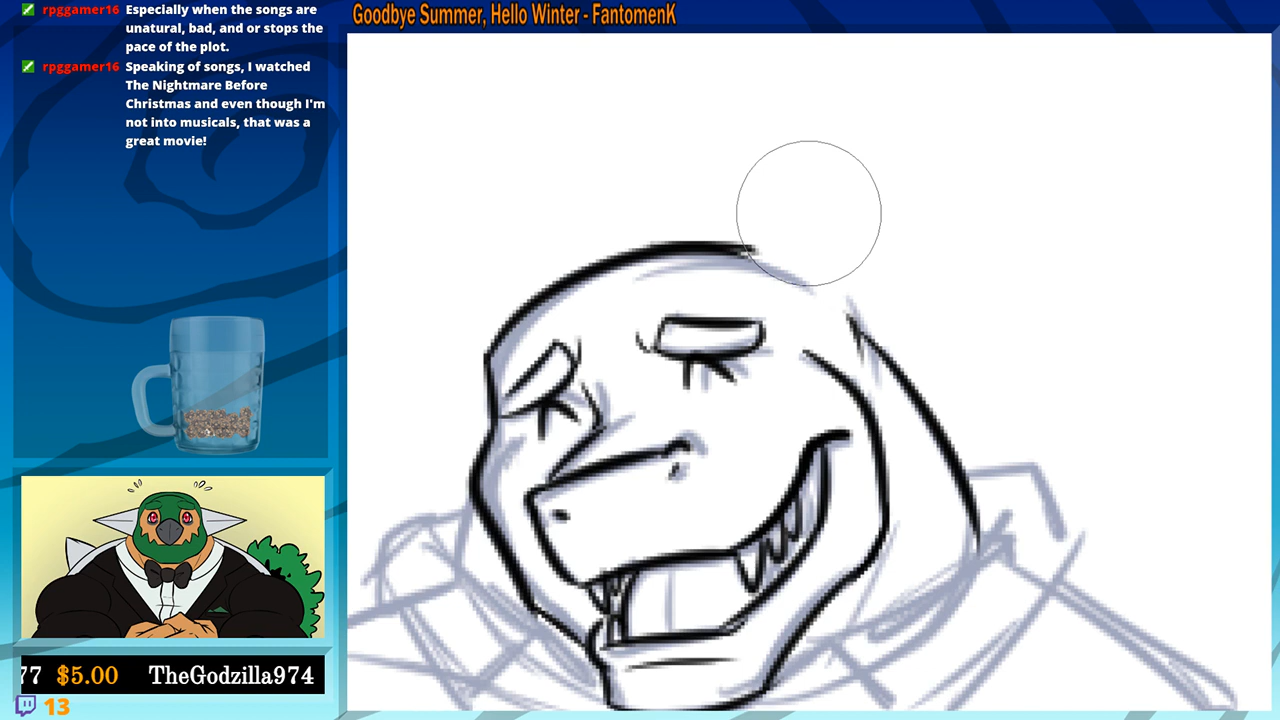 Goodbye Summer, Hello Winter - FantomenK
rpggamer16 Especially when the songs are
unatural, bad, and or stops the
pace of the plot.
rpggamer16 Speaking of songs, I watched
The Nightmare Before
Christmas and even though I'm
not into musicals, that was a
great movie!
77 $5.00 TheGodzilla974
13